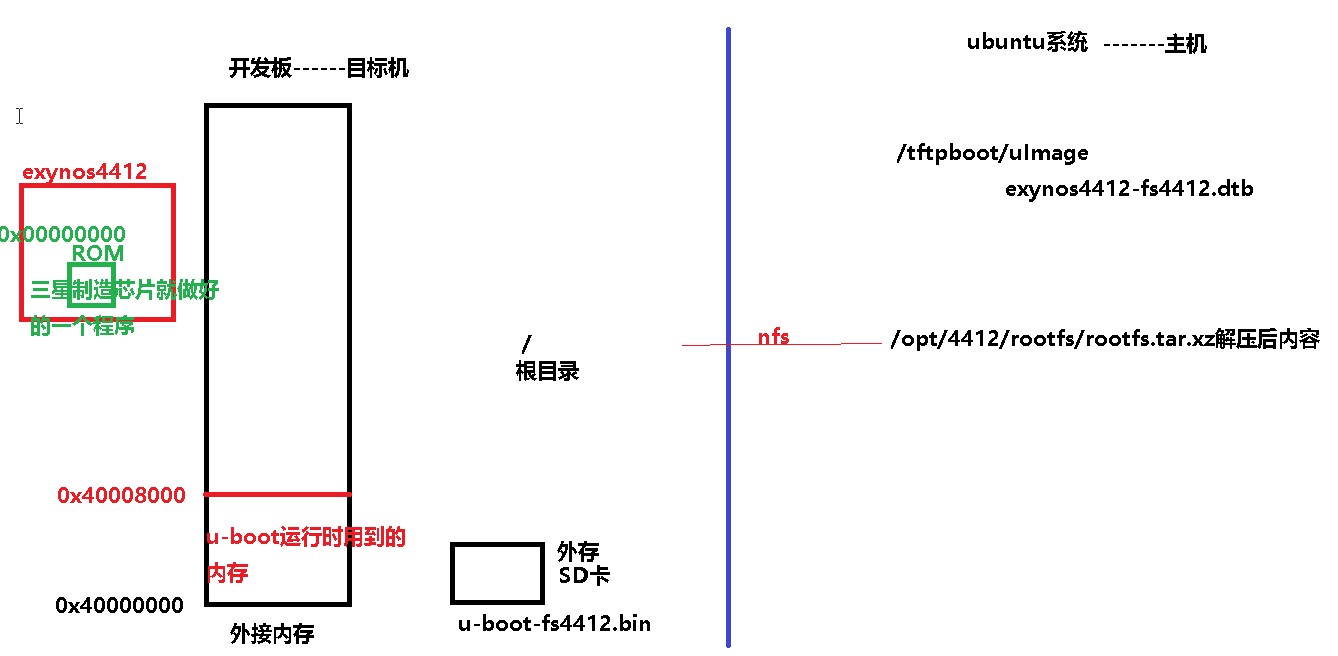 开发板------目标机
exynos4412
0x00000000
ROM
三星制造芯片就做好
的一个程序
0x40008000
u-boot运行时用到的
内存
0x40000000
外接内存
/
根目录
外存
SD卡
u-boot-fs4412.bin
ubuntu系统 -------主机
/tftpboot/uImage
exynos4412-fs4412.dtb
nfs
/opt/4412/rootfs/rootfs.tar.xz解压后内容